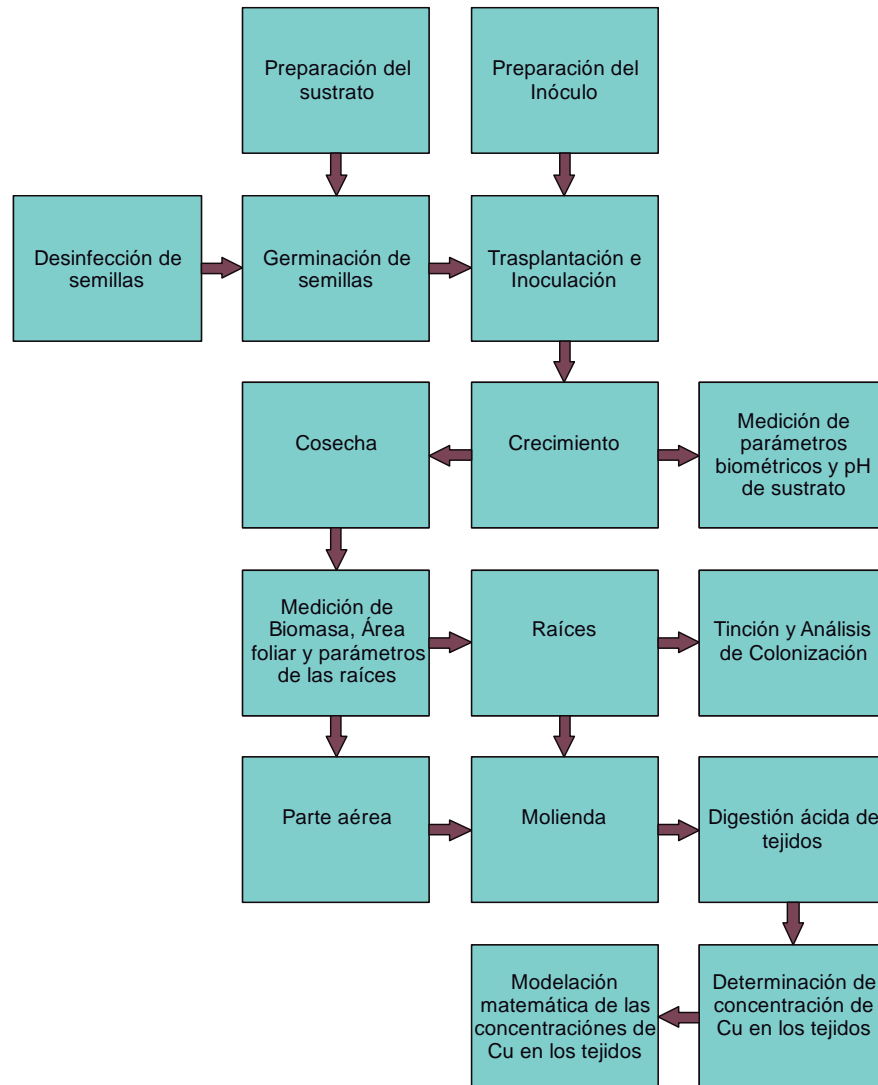 Preparación del
sustrato
Preparación del
Inóculo
Desinfección de
semillas
Germinación de
semillas
Trasplantación e
Inoculación
Cosecha
Crecimiento
Medición de
parámetros
biométricos y pH
de sustrato
Medición de
Biomasa, Área
foliar y parámetros
de las raíces
Raíces
Tinción y Análisis
de Colonización
Parte aérea
Molienda
Digestión ácida de
tejidos
Modelación
matemática de las
concentraciónes de
Cu en los tejidos
Determinación de
concentración de
Cu en los tejidos